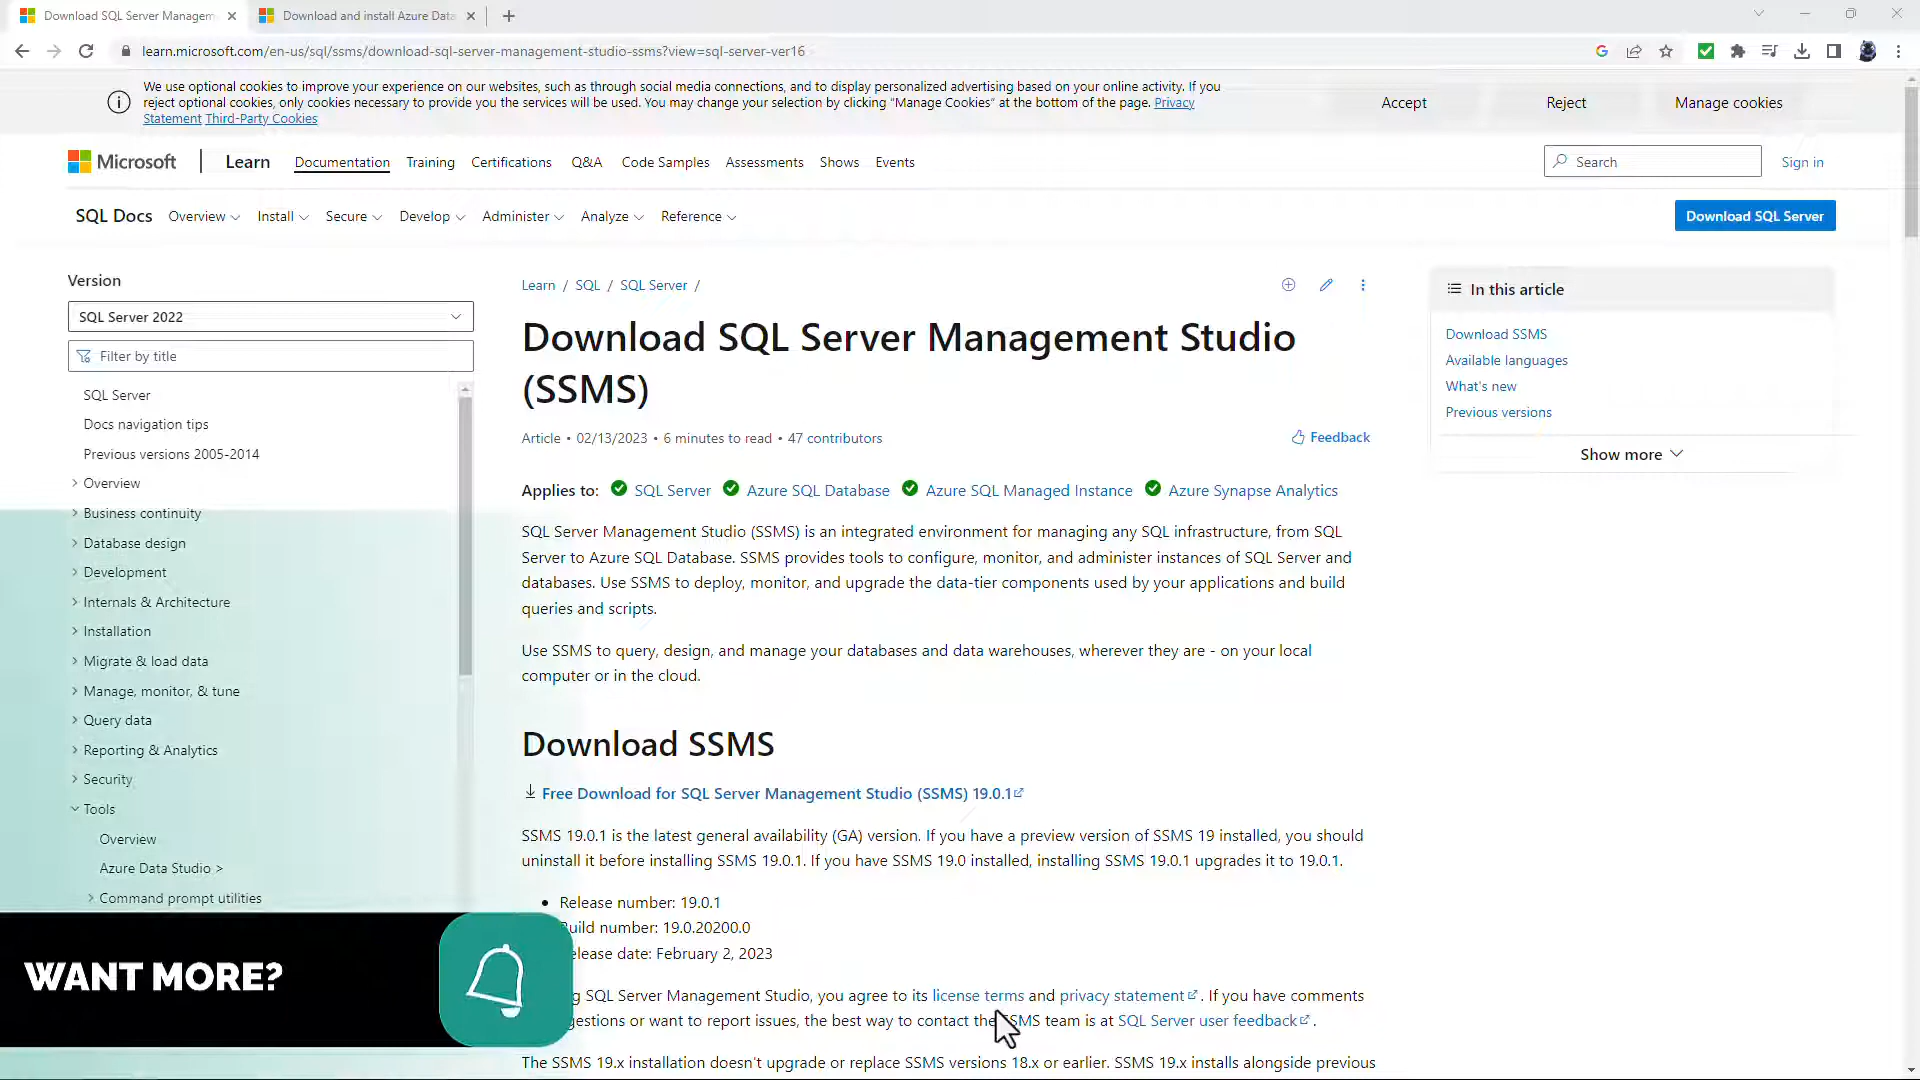 Download SQL Server Managem
Download and install Azure Data
learn.microsoft.com/en-us/sql/ssms/download-sql-server-management-studio-ssms?view=sql-server-ver16
We use optional cookies to improve your experience on our websites, such as through social media connections, and to display personalized advertising based on your online activity. If you
reject optional cookies, only cookies necessary to provide you the services will be used. You may change your selection by clicking "Manage Cookies" at the bottom of the page. Privacy
Statement Third-Party Cookies
Accept
Reject
Manage cookies
Microsoft
Learn
Documentation Training Certifications Q&A Code Samples Assessments Shows Events
Search
Sign in
SQL Docs Overview Install Secure Develop Administer Analyze Reference
Download SQL Server
Version
SQL Server 2022
Filter by title
SQL Server
Docs navigation tips
Previous versions 2005-2014
Overview
Business continuity
Database design
Development
Internals & Architecture
Installation
Migrate & load data
Manage, monitor, & tune
Query data
Reporting & Analytics
Security
Tools
Overview
Azure Data Studio >
Command prompt utilities
Learn / SQL / SQL Server /
Download SQL Server Management Studio
(SSMS)
Article • 02/13/2023 • 6 minutes to read • 47 contributors
Feedback
Applies to: SQL Server Azure SQL Database Azure SQL Managed Instance Azure Synapse Analytics
SQL Server Management Studio (SSMS) is an integrated environment for managing any SQL infrastructure, from SQL
Server to Azure SQL Database. SSMS provides tools to configure, monitor, and administer instances of SQL Server and
databases. Use SSMS to deploy, monitor, and upgrade the data-tier components used by your applications and build
queries and scripts.
Use SSMS to query, design, and manage your databases and data warehouses, wherever they are - on your local
computer or in the cloud.
Download SSMS
Free Download for SQL Server Management Studio (SSMS) 19.0.1
SSMS 19.0.1 is the latest general availability (GA) version. If you have a preview version of SSMS 19 installed, you should
uninstall it before installing SSMS 19.0.1. If you have SSMS 19.0 installed, installing SSMS 19.0.1 upgrades it to 19.0.1.
• Release number: 19.0.1
uild number: 19.0.20200.0
elease date: February 2, 2023
g SQL Server Management Studio, you agree to its license terms and privacy statement. If you have comments
gestions or want to report issues, the best way to contact the SSMS team is at SQL Server user feedback.
The SSMS 19.x installation doesn't upgrade or replace SSMS versions 18.x or earlier. SSMS 19.x installs alongside previous
In this article
Download SSMS
Available languages
What's new
Previous versions
Show more
WANT MORE?